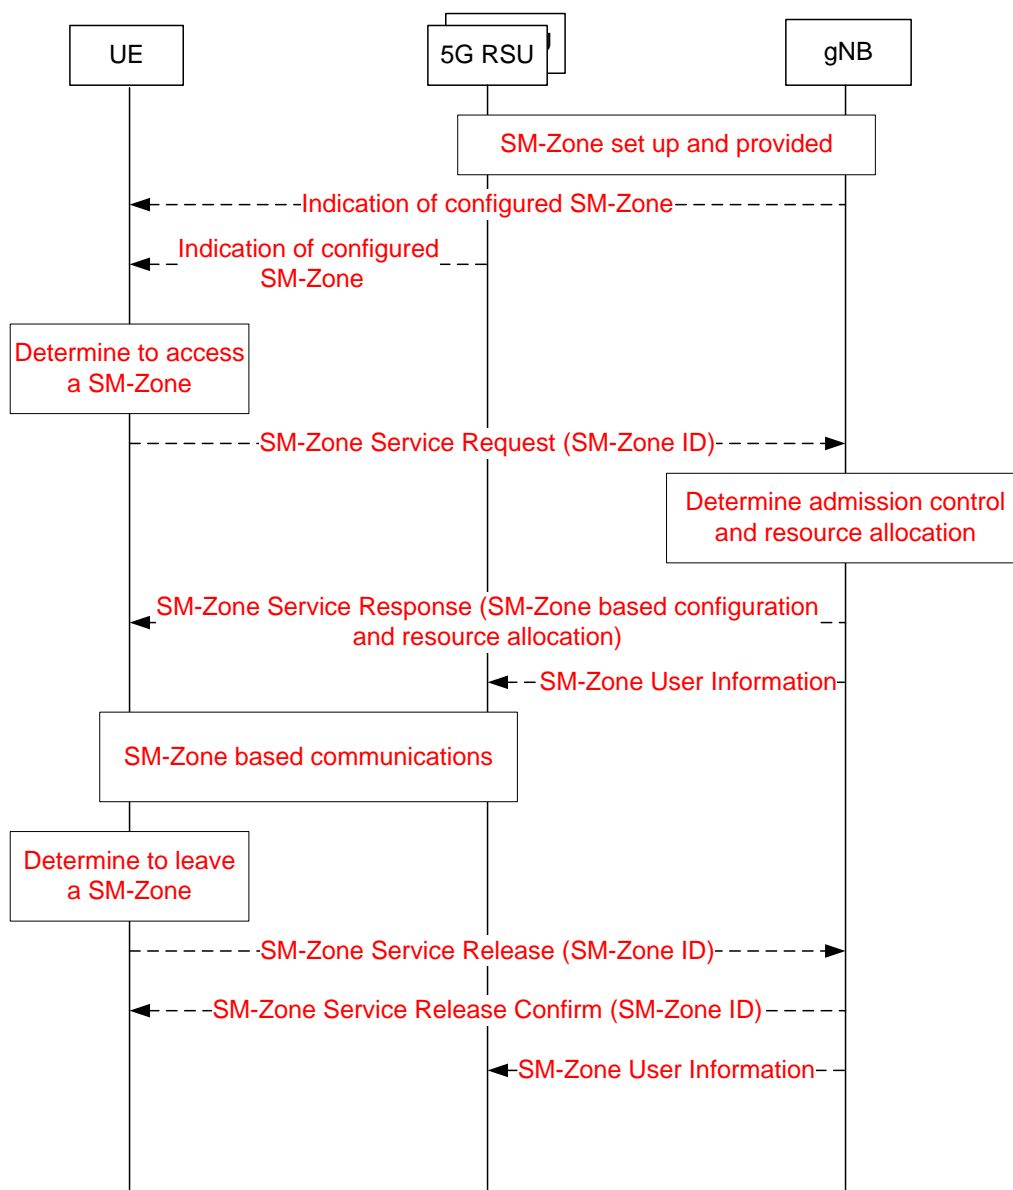 UE
5G RSU
gNB
SM-Zone set up and provided
Indication of configured SM-Zone
Indication of configured
SM-Zone
Determine to access
a SM-Zone
SM-Zone Service Request (SM-Zone ID)
Determine admission control
and resource allocation
SM-Zone Service Response (SM-Zone based configuration
and resource allocation)
SM-Zone User Information
SM-Zone based communications
Determine to leave
a SM-Zone
SM-Zone Service Release (SM-Zone ID)
SM-Zone Service Release Confirm (SM-Zone ID)
SM-Zone User Information